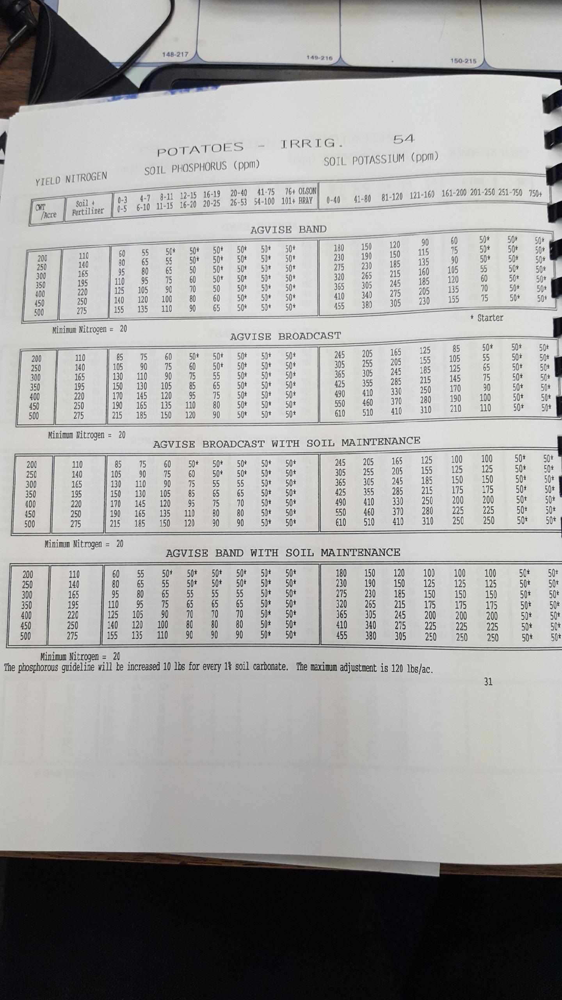 148-217
149-216
150-215
POTATOES - IRRIG. 54
YIELD NITROGEN SOIL PHOSPHORUS (ppm) SOIL POTASSIUM (ppm)
CWT Soil + 0-3 4-7 8-11 12-15 16-19 20-40 41-75 76+ OLSON 0-40 41-80 81-120 121-160 161-200 201-250 251-750 750+
/Acre Fertilizer 0-5 6-10 11-15 16-20 20-25 26-53 54-100 101+ BRAY
AGVISE BAND
200 110 60 55 50* 50* 50* 50* 50* 50* 180 150 120 90 60 50* 50* 50*
250 140 80 65 55 50* 50* 50* 50* 50* 230 190 150 115 75 50* 50* 50*
300 165 95 80 65 50 50* 50* 50* 50* 275 230 185 135 90 50* 50* 50*
350 195 110 95 75 60 50* 50* 50* 50* 320 265 215 160 105 55 50* 50*
400 220 125 105 90 70 50 50* 50* 50* 365 305 245 185 120 60 50* 50*
450 250 140 120 100 80 60 50* 50* 50* 410 340 275 205 135 70 50* 50*
500 275 155 135 110 90 65 50* 50* 50* 455 380 305 230 155 75 50* 50*
Minimum Nitrogen = 20 * Starter
AGVISE BROADCAST
200 110 85 75 60 50* 50* 50* 50* 50* 245 205 165 125 85 50* 50* 50*
250 140 105 90 75 60 50* 50* 50* 50* 305 255 205 155 105 55 50* 50*
300 165 130 110 90 75 55 50* 50* 50* 365 305 245 185 125 65 50* 50*
350 195 150 130 105 85 65 50* 50* 50* 425 355 285 215 145 75 50* 50*
400 220 170 145 120 95 75 50* 50* 50* 490 410 330 250 170 90 50* 50*
450 250 190 165 135 110 80 50* 50* 50* 550 460 370 280 190 100 50* 50*
500 275 215 185 150 120 90 50* 50* 50* 610 510 410 310 210 110 50* 50*
Minimum Nitrogen = 20
AGVISE BROADCAST WITH SOIL MAINTENANCE
200 110 85 75 60 50* 50* 50* 50* 50* 245 205 165 125 100 100 50* 50*
250 140 105 90 75 60 50* 50* 50* 50* 305 255 205 155 125 125 50* 50*
300 165 130 110 90 75 55 55 50* 50* 365 305 245 185 150 150 50* 50*
350 195 150 130 105 85 65 65 50* 50* 425 355 285 215 175 175 50* 50*
400 220 170 145 120 95 75 70 50* 50* 490 410 330 250 200 200 50* 50*
450 250 190 165 135 110 80 80 50* 50* 550 460 370 280 225 225 50* 50*
500 275 215 185 150 120 90 90 50* 50* 610 510 410 310 250 250 50* 50*
Minimum Nitrogen = 20
AGVISE BAND WITH SOIL MAINTENANCE
200 110 60 55 50* 50* 50* 50* 50* 50* 180 150 120 100 100 100 50* 50*
250 140 80 65 55 50* 50* 50* 50* 50* 230 190 150 125 125 125 50* 50*
300 165 95 80 65 55 55 55 50* 50* 275 230 185 150 150 150 50* 50*
350 195 110 95 75 65 65 65 50* 50* 320 265 215 175 175 175 50* 50*
400 220 125 105 90 70 70 70 50* 50* 365 305 245 200 200 200 50* 50*
450 250 140 120 100 80 80 80 50* 50* 410 340 275 225 225 225 50* 50*
500 275 155 135 110 90 90 90 50* 50* 455 380 305 250 250 250 50* 50*
Minimum Nitrogen = 20
The phosphorous guideline will be increased 10 lbs for every 1% soil carbonate. The maximum adjustment is 120 lbs/ac.
31